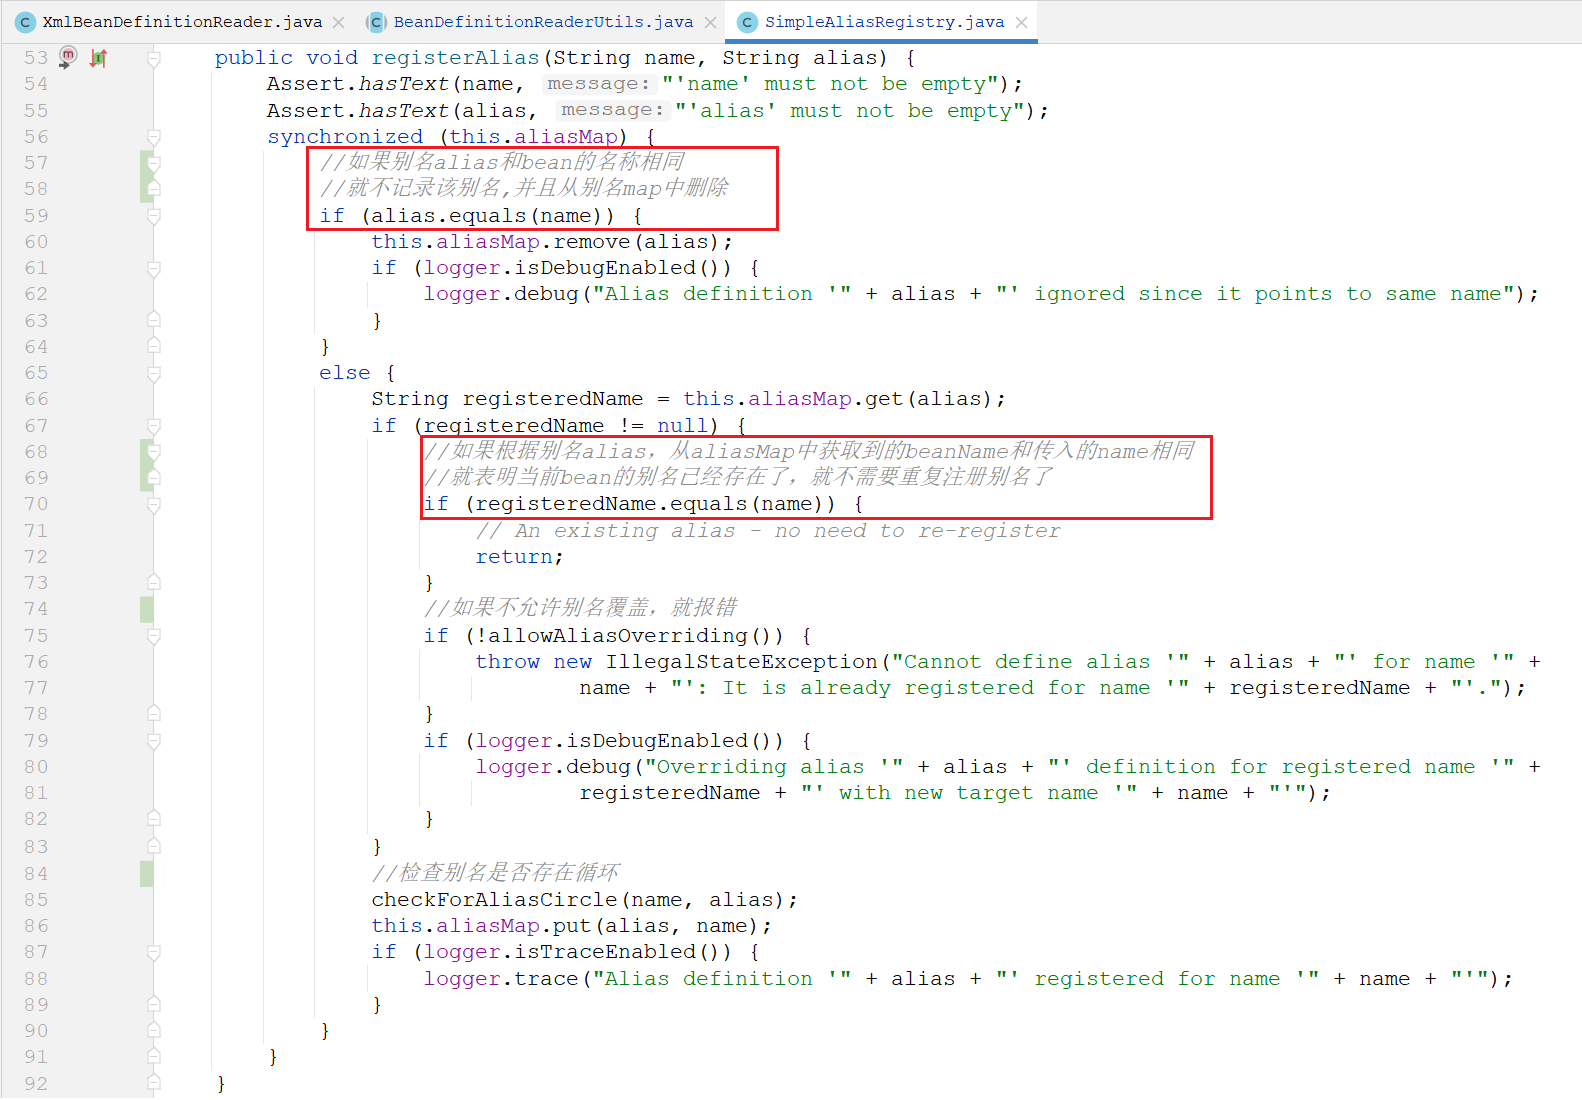 XmlBeanDefinitionReader.java BeanDefinitionReaderUtils.java SimpleAliasRegistry.java
53 public void registerAlias(String name, String alias) {
54 Assert.hasText(name, message: "'name' must not be empty");
55 Assert.hasText(alias, message: "'alias' must not be empty");
56 synchronized (this.aliasMap) {
57 //如果别名alias和bean的名称相同
58 //就不记录该别名,并且从别名map中删除
59 if (alias.equals(name)) {
60 this.aliasMap.remove(alias);
61 if (logger.isDebugEnabled()) {
62 logger.debug("Alias definition '" + alias + "' ignored since it points to same name");
63 }
64 }
65 else {
66 String registeredName = this.aliasMap.get(alias);
67 if (registeredName != null) {
68 //如果根据别名alias，从aliasMap中获取到的beanName和传入的name相同
69 //就表明当前bean的别名已经存在了，就不需要重复注册别名了
70 if (registeredName.equals(name)) {
71 // An existing alias - no need to re-register
72 return;
73 }
74 //如果不允许别名覆盖，就报错
75 if (!allowAliasOverriding()) {
76 throw new IllegalStateException("Cannot define alias '" + alias + "' for name '" +
77 name + "': It is already registered for name '" + registeredName + "'.");
78 }
79 if (logger.isDebugEnabled()) {
80 logger.debug("Overriding alias '" + alias + "' definition for registered name '" +
81 registeredName + "' with new target name '" + name + "'");
82 }
83 }
84 //检查别名是否存在循环
85 checkForAliasCircle(name, alias);
86 this.aliasMap.put(alias, name);
87 if (logger.isTraceEnabled()) {
88 logger.trace("Alias definition '" + alias + "' registered for name '" + name + "'");
89 }
90 }
91 }
92 }